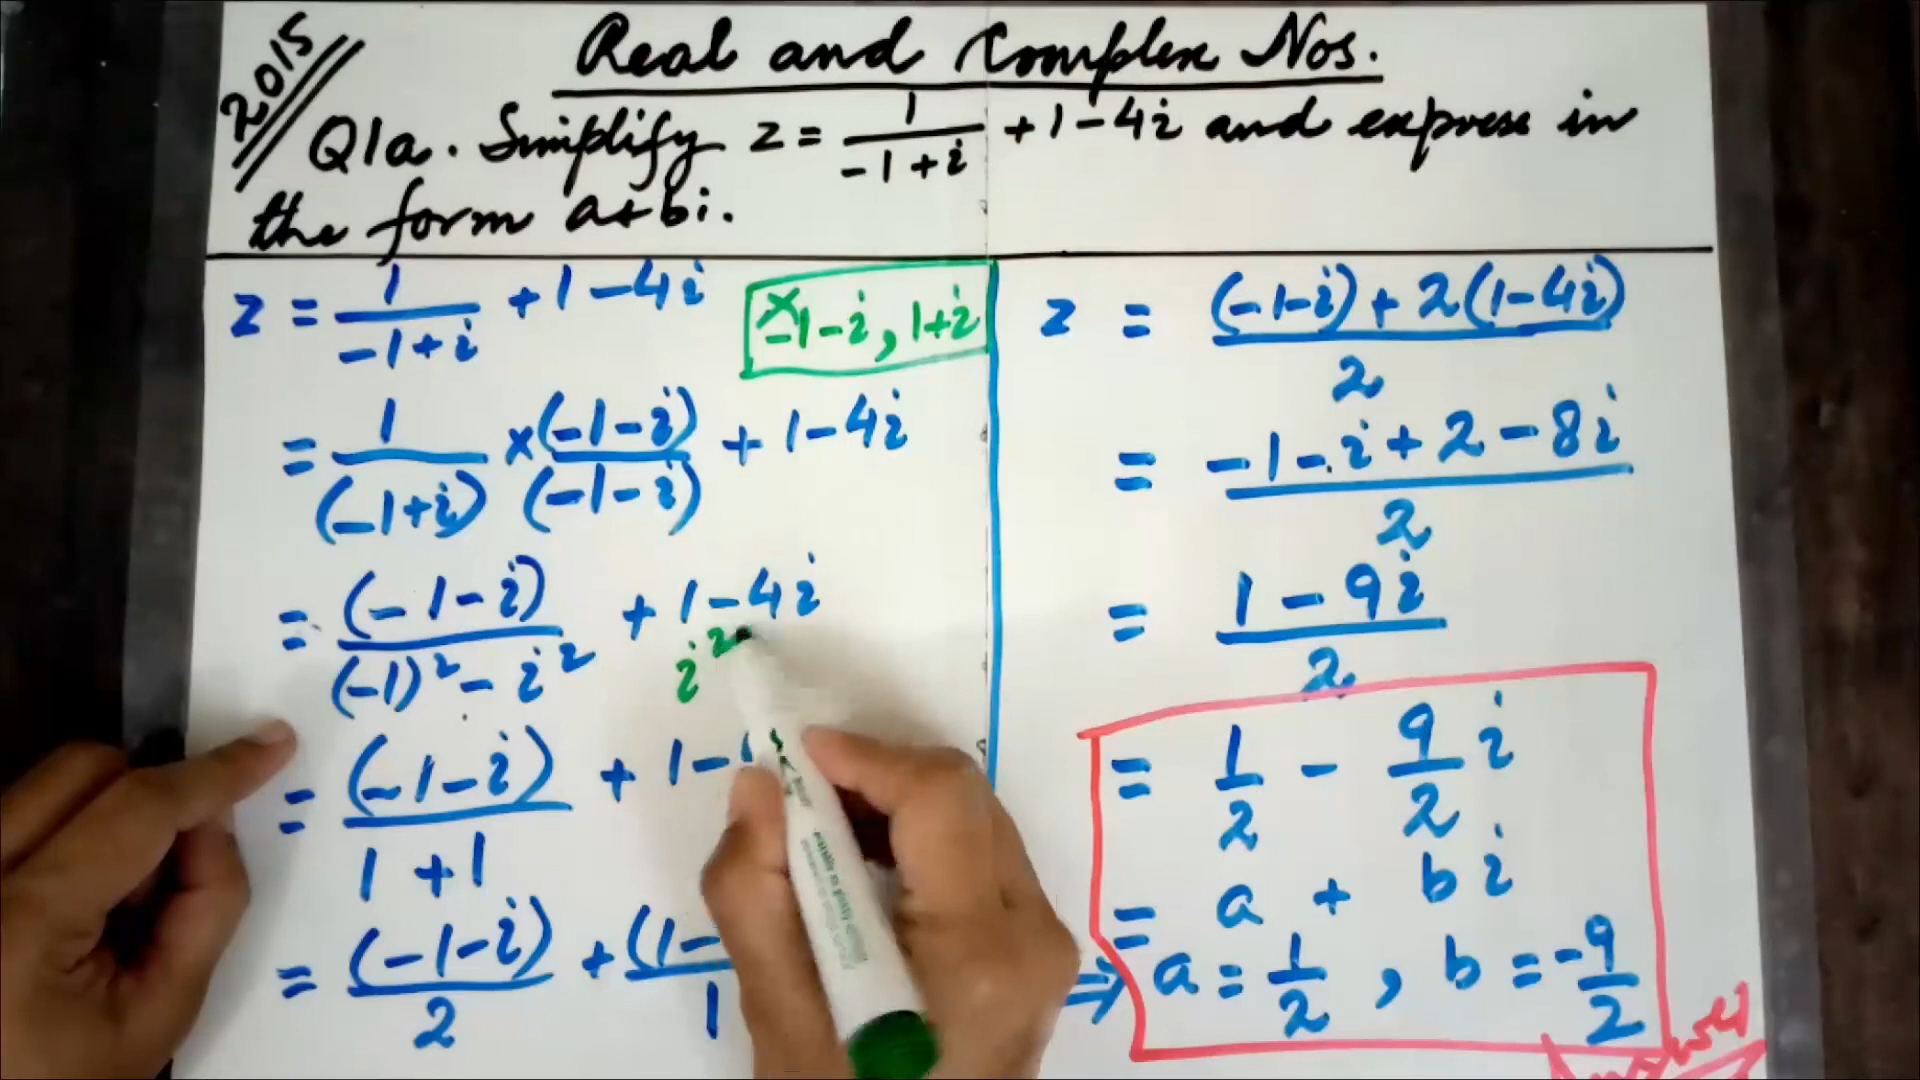 2015
Real and Complex Nos.
Q1a. Simplify z = 1/(-1+i) + 1-4i and express in
the form a+bi.
z = 1/(-1+i) + 1-4i
× -1-i, 1+i
= 1/(-1+i) × (-1-i)/(-1-i) + 1-4i
= (-1-i)/((-1)² - i²) + 1-4i
i²
= (-1-i)/(1+1) + 1-
= (-1-i)/2 + (1-/1
z = ((-1-i) + 2(1-4i))/2
= (-1-i+2-8i)/2
= (1-9i)/2
= 1/2 - 9/2 i
= a + bi
⇒ a = 1/2, b = -9/2
Answer